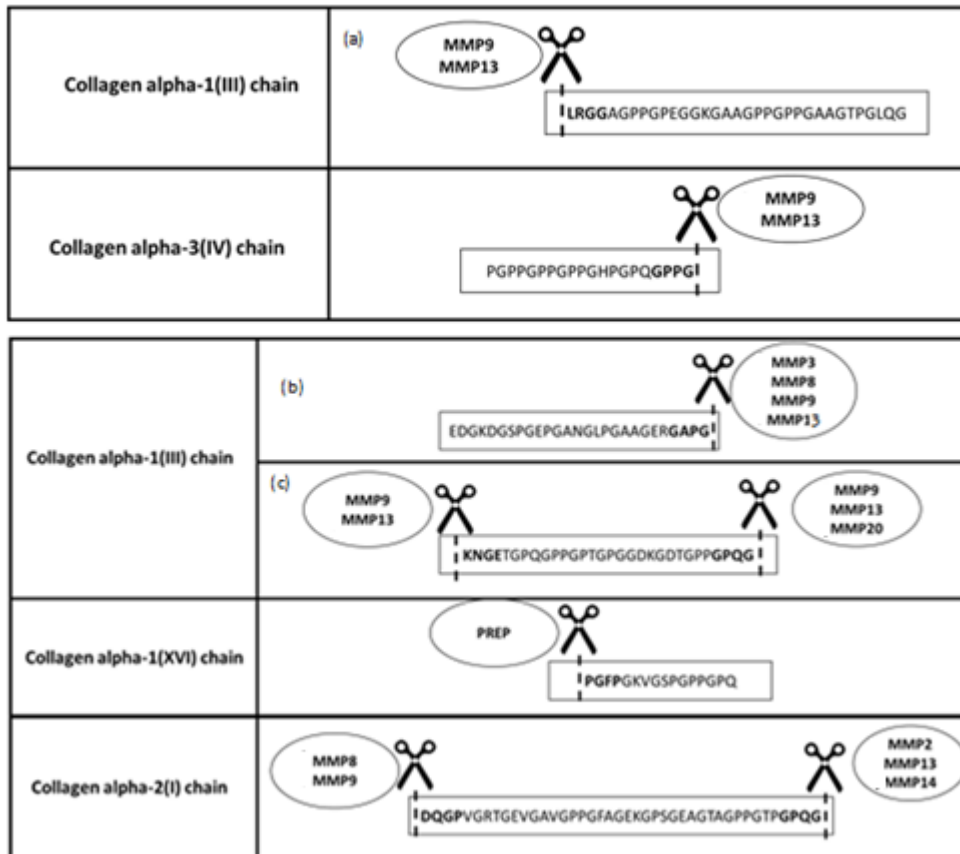 Collagen alpha-1(III) chain
(a)
MMP9
MMP13
LRGGAGPPGPEGGKGAAGPPGPPGAAGTPGLQG
Collagen alpha-3(IV) chain
MMP9
MMP13
PGPPGPPGPPGHPGPQGPPG
Collagen alpha-1(III) chain
(b)
MMP3
MMP8
MMP9
MMP13
EDGKDGSPGEPGANGLPGAAGERGAPG
(c)
MMP9
MMP13
MMP9
MMP13
MMP20
KNGETGPQGPPGPTGPGGDKGDTGPPGPQG
Collagen alpha-1(XVI) chain
PREP
PGFPGKVGSPGPPGPQ
Collagen alpha-2(I) chain
MMP8
MMP9
MMP2
MMP13
MMP14
DQGPVGRTGEVGAVGPPGFAGEKGPSGEAGTAGPPGTPGPQG